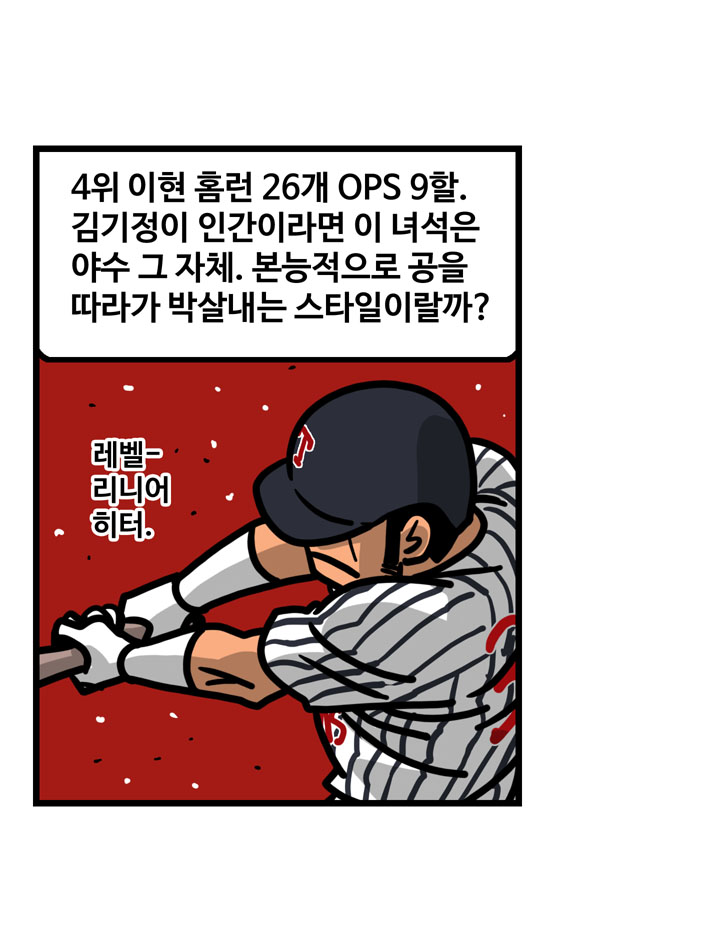 4위 이현 홈런 26개 OPS 9할.
김기정이 인간이라면 이 녀석은
야수 그 자체. 본능적으로 공을
따라가 박살내는 스타일이랄까?
레벨-
리니어
히터.
T